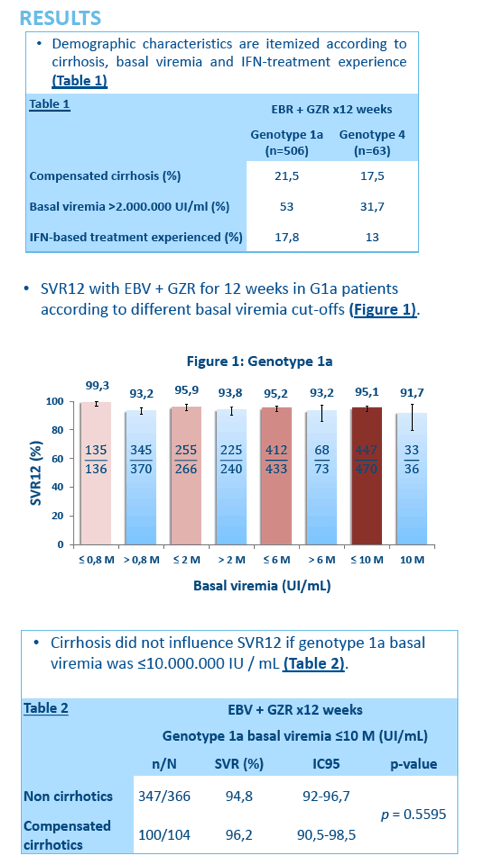 RESULTS
• Demographic characteristics are itemized according to
cirrhosis, basal viremia and IFN-treatment experience
(Table 1)
Table 1
EBR + GZR x12 weeks
Genotype 1a Genotype 4
(n=506) (n=63)
Compensated cirrhosis (%) 21,5 17,5
Basal viremia >2.000.000 UI/ml (%) 53 31,7
IFN-based treatment experienced (%) 17,8 13
• SVR12 with EBV + GZR for 12 weeks in G1a patients
according to different basal viremia cut-offs (Figure 1).
Figure 1: Genotype 1a
99,3 93,2 95,9 93,8 95,2 93,2 95,1 91,7
100
80
60
40
20
0
SVR12 (%)
135 345 255 225 412 68 447 33
136 370 266 240 433 73 470 36
≤ 0,8 M > 0,8 M ≤ 2 M > 2 M ≤ 6 M > 6 M ≤ 10 M 10 M
Basal viremia (UI/mL)
• Cirrhosis did not influence SVR12 if genotype 1a basal
viremia was ≤10.000.000 IU / mL (Table 2).
Table 2
EBV + GZR x12 weeks
Genotype 1a basal viremia ≤10 M (UI/mL)
n/N SVR (%) IC95 p-value
Non cirrhotics 347/366 94,8 92-96,7
p = 0.5595
Compensated
cirrhotics 100/104 96,2 90,5-98,5